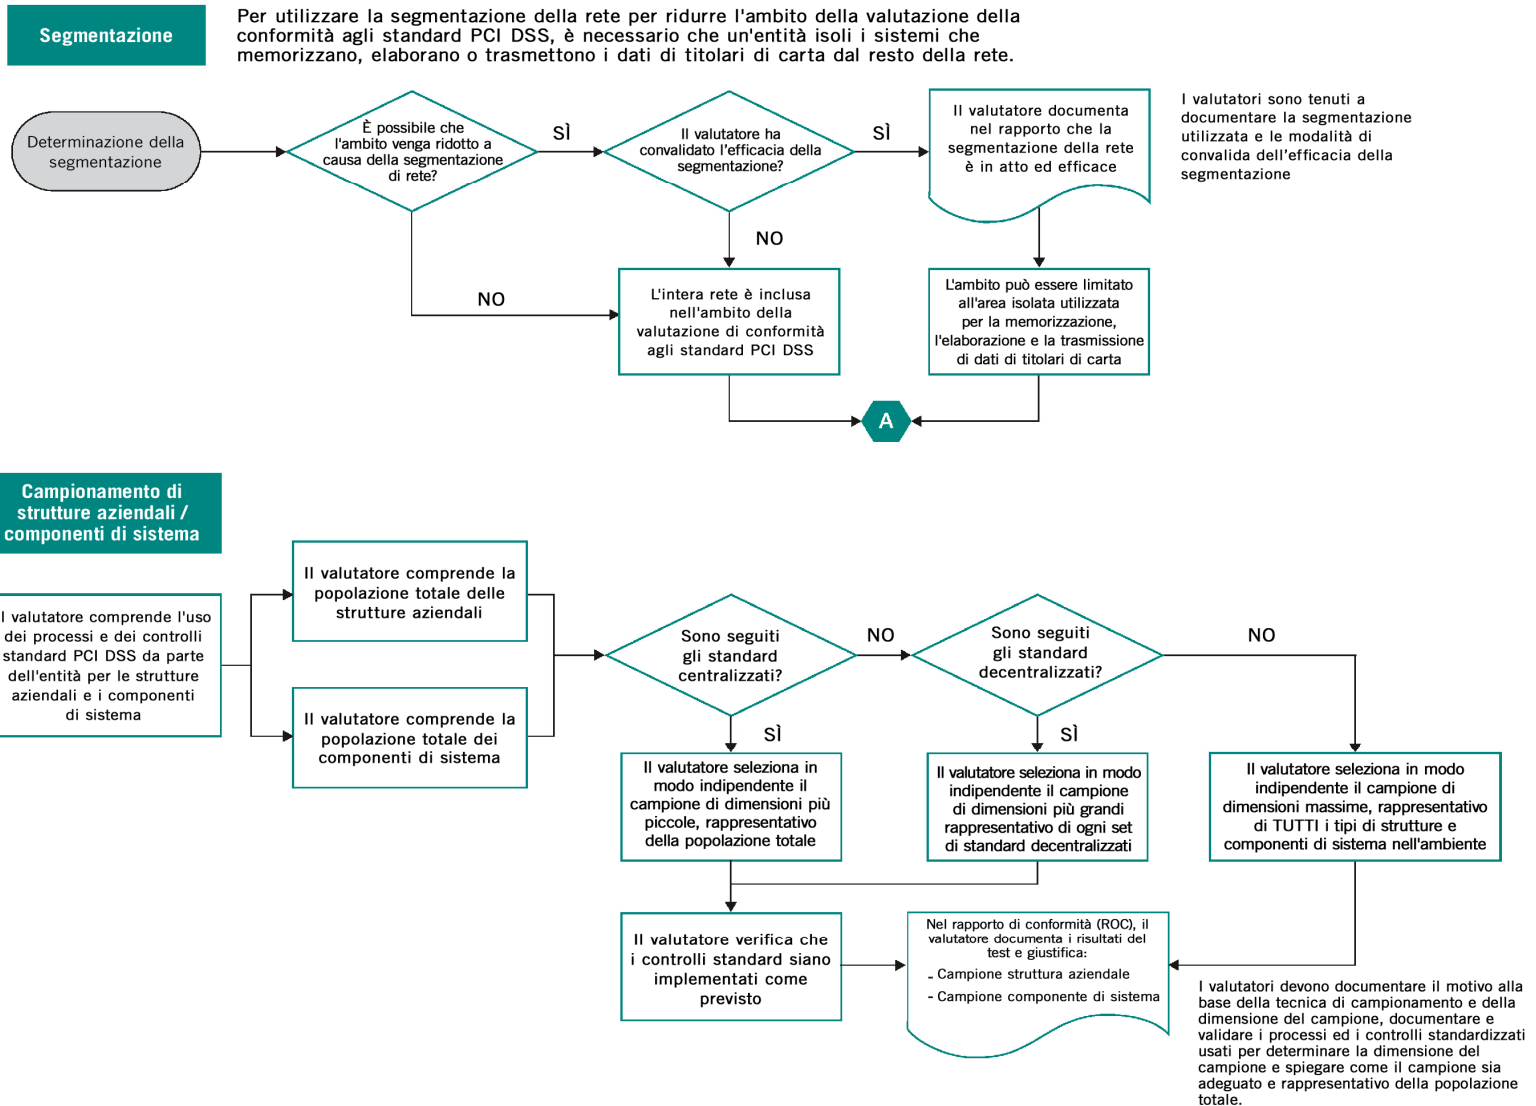 Segmentazione
Per utilizzare la segmentazione della rete per ridurre l'ambito della valutazione della
conformità agli standard PCI DSS, è necessario che un'entità isoli i sistemi che
memorizzano, elaborano o trasmettono i dati di titolari di carta dal resto della rete.
Determinazione della
segmentazione
È possibile che
l'ambito venga ridotto a
causa della segmentazione
di rete?
SÌ
Il valutatore ha
convalidato l'efficacia della
segmentazione?
SÌ
Il valutatore documenta
nel rapporto che la
segmentazione della rete
è in atto ed efficace
I valutatori sono tenuti a
documentare la segmentazione
utilizzata e le modalità di
convalida dell'efficacia della
segmentazione
NO
NO
L'intera rete è inclusa
nell'ambito della
valutazione di conformità
agli standard PCI DSS
L'ambito può essere limitato
all'area isolata utilizzata
per la memorizzazione,
l'elaborazione e la trasmissione
di dati di titolari di carta
A
Campionamento di
strutture aziendali /
componenti di sistema
l valutatore comprende l'uso
dei processi e dei controlli
standard PCI DSS da parte
dell'entità per le strutture
aziendali e i componenti
di sistema
Il valutatore comprende la
popolazione totale delle
strutture aziendali
Il valutatore comprende la
popolazione totale dei
componenti di sistema
Sono seguiti
gli standard
centralizzati?
NO
Sono seguiti
gli standard
decentralizzati?
NO
SÌ
SÌ
Il valutatore seleziona in
modo indipendente il
campione di dimensioni più
piccole, rappresentativo
della popolazione totale
Il valutatore seleziona in modo
indipendente il campione
di dimensioni più grandi
rappresentativo di ogni set
di standard decentralizzati
Il valutatore seleziona in modo
indipendente il campione di
dimensioni massime, rappresentativo
di TUTTI i tipi di strutture e
componenti di sistema nell'ambiente
Il valutatore verifica che
i controlli standard siano
implementati come
previsto
Nel rapporto di conformità (ROC), il
valutatore documenta i risultati del
test e giustifica:
- Campione struttura aziendale
- Campione componente di sistema
I valutatori devono documentare il motivo alla
base della tecnica di campionamento e della
dimensione del campione, documentare e
validare i processi ed i controlli standardizzati
usati per determinare la dimensione del
campione e spiegare come il campione sia
adeguato e rappresentativo della popolazione
totale.